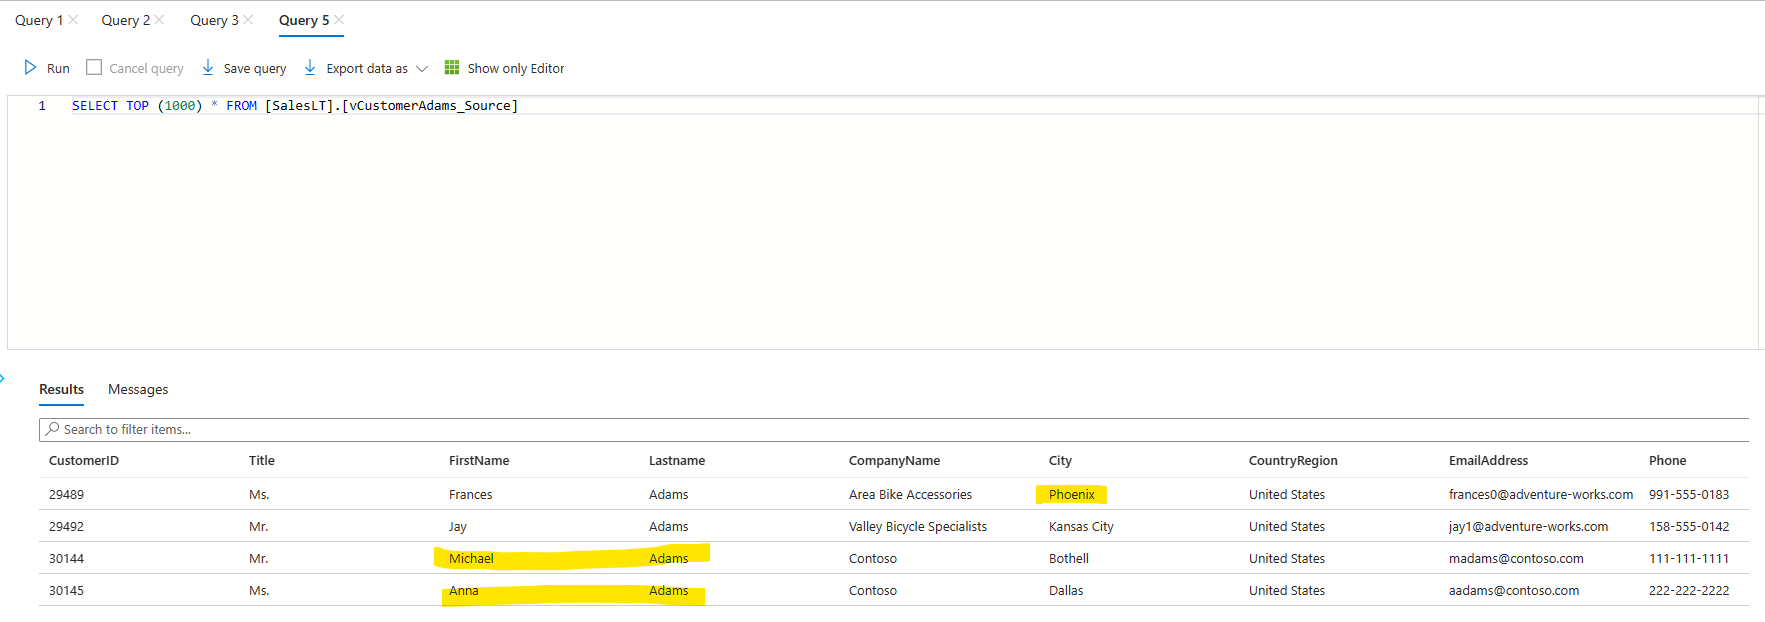 Query 1 Query 2 Query 3 Query 5
Run Cancel query Save query Export data as Show only Editor
1 SELECT TOP (1000) * FROM [SalesLT].[vCustomerAdams_Source]
Results Messages
Search to filter items...
CustomerID Title FirstName Lastname CompanyName City CountryRegion EmailAddress Phone
29489 Ms. Frances Adams Area Bike Accessories Phoenix United States frances0@adventure-works.com 991-555-0183
29492 Mr. Jay Adams Valley Bicycle Specialists Kansas City United States jay1@adventure-works.com 158-555-0142
30144 Mr. Michael Adams Contoso Bothell United States madams@contoso.com 111-111-1111
30145 Ms. Anna Adams Contoso Dallas United States aadams@contoso.com 222-222-2222